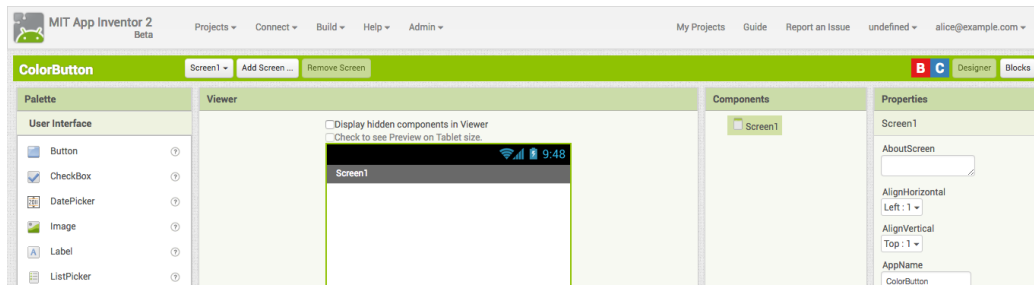 MIT App Inventor 2
Beta
Projects Connect Build Help Admin
My Projects Guide Report an Issue undefined alice@example.com
ColorButton
Screen1 Add Screen ... Remove Screen
B C Designer Blocks
Palette
Viewer
Components
Properties
User Interface
Button
CheckBox
DatePicker
Image
Label
ListPicker
Display hidden components in Viewer
Check to see Preview on Tablet size.
9:48
Screen1
Screen1
Screen1
AboutScreen
AlignHorizontal
Left : 1
AlignVertical
Top : 1
AppName
ColorButton